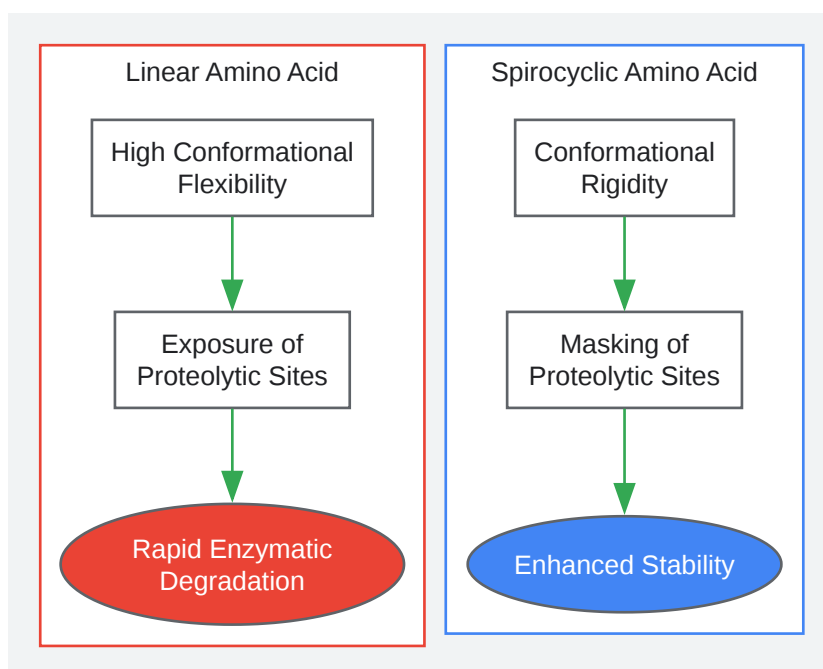 Linear Amino Acid
High Conformational
Flexibility
Exposure of
Proteolytic Sites
Rapid Enzymatic
Degradation
Spirocyclic Amino Acid
Conformational
Rigidity
Masking of
Proteolytic Sites
Enhanced Stability